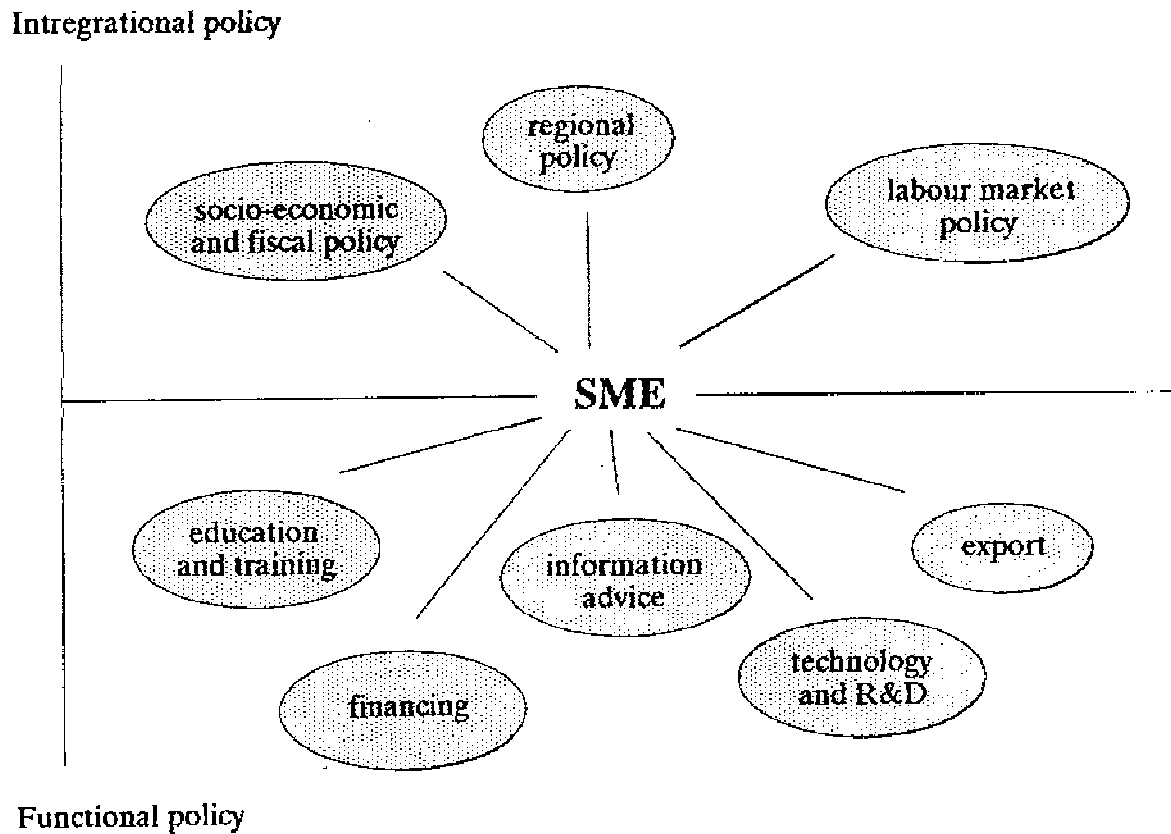 Intregrational policy
regional
policy
socio-economic
and fiscal policy
labour market
policy
SME
education
and training
information
advice
export
technology
and R&D
financing
Functional policy